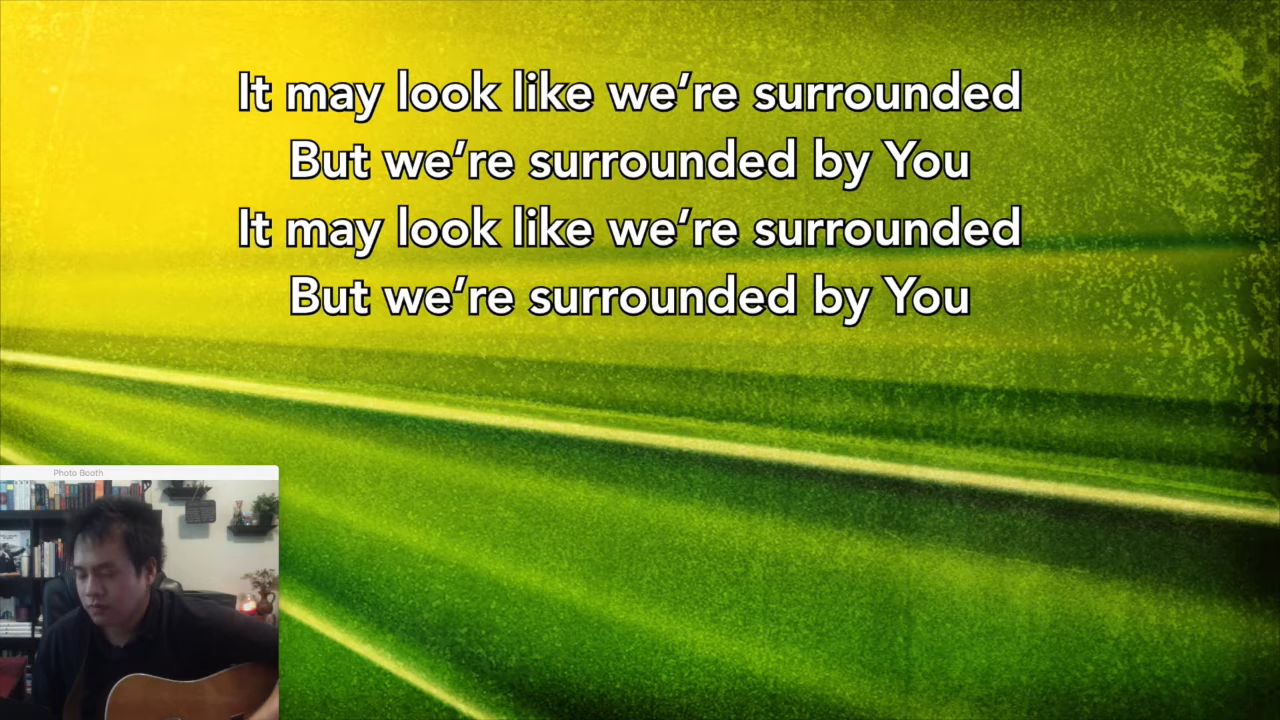 It may look like we’re surrounded
But we’re surrounded by You
It may look like we’re surrounded
But we’re surrounded by You
Photo Booth